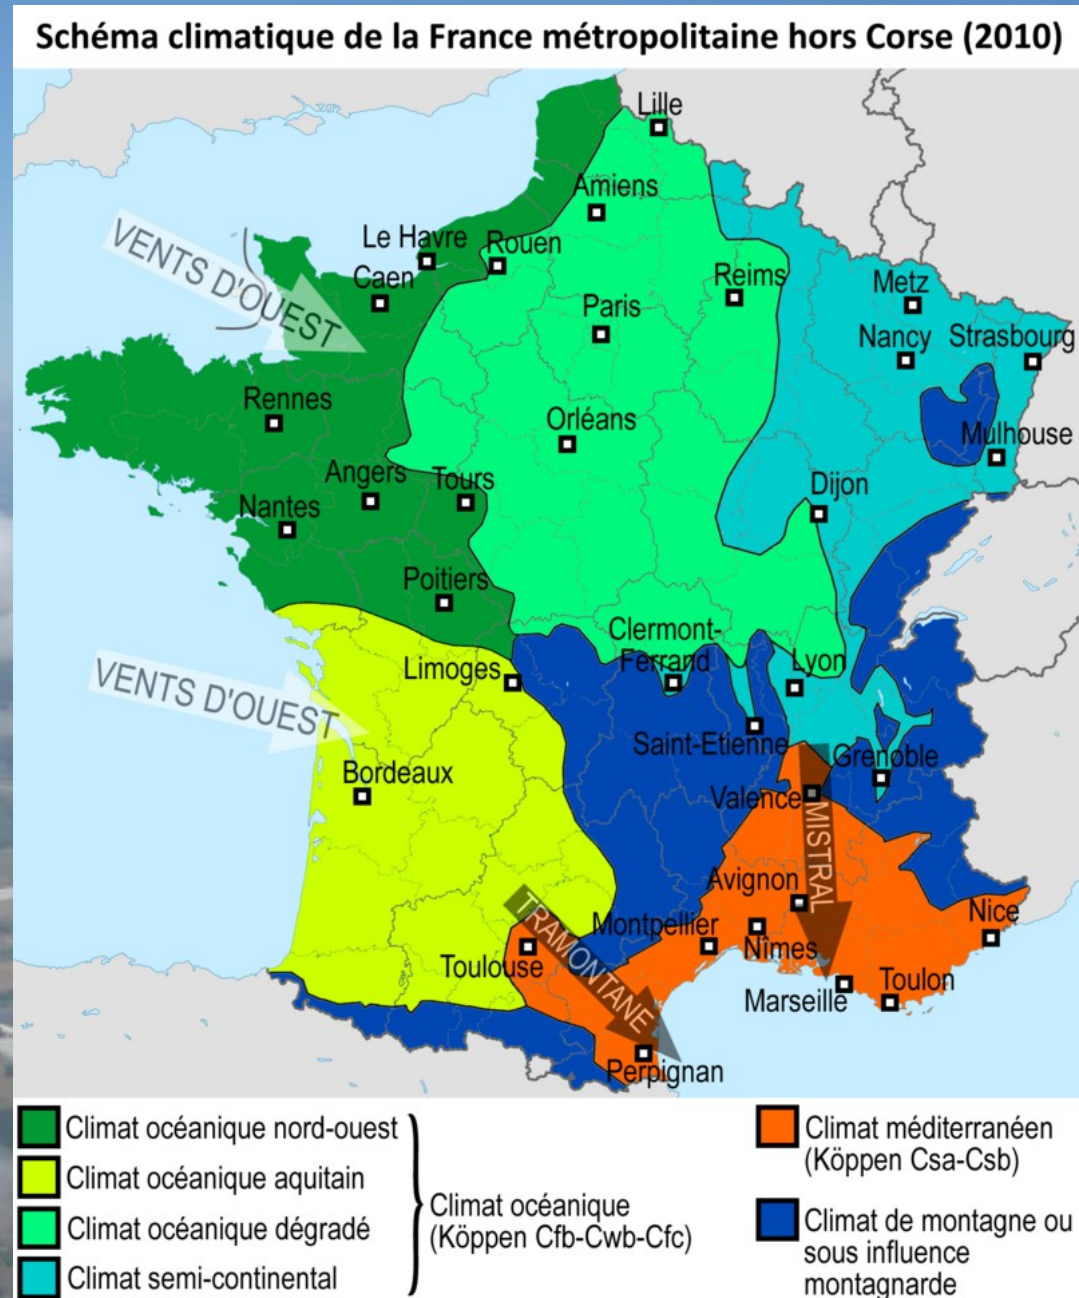 Schéma climatique de la France métropolitaine hors Corse (2010)
Lille
Amiens
VENTS D'OUEST
Le Havre
Rouen
Caen
Reims
Metz
Paris
Nancy
Strasbourg
Rennes
Orléans
Mulhouse
Angers
Tours
Dijon
Nantes
Poitiers
Clermont-
Ferrand
Limoges
Lyon
VENTS D'OUEST
Saint-Etienne
Grenoble
Bordeaux
Valence
MISTRAL
Avignon
TRAMONTANE
Montpellier
Nice
Nîmes
Toulouse
Marseille
Toulon
Perpignan
Climat océanique nord-ouest
Climat océanique aquitain
Climat océanique dégradé
Climat semi-continental
Climat océanique
(Köppen Cfb-Cwb-Cfc)
Climat méditerranéen
(Köppen Csa-Csb)
Climat de montagne ou
sous influence
montagnarde